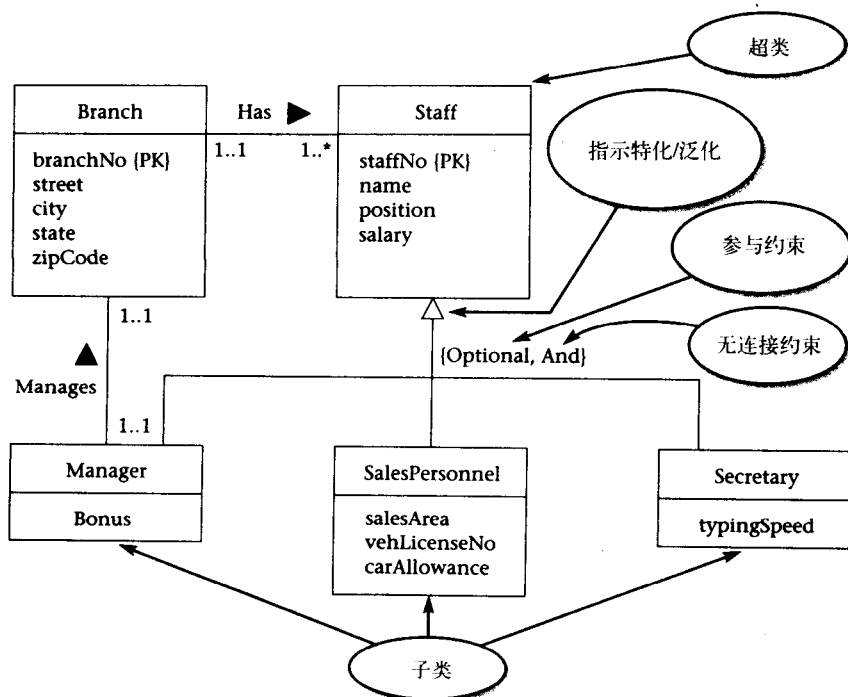 超类
Branch
Has
Staff
1..1
1..*
branchNo {PK}
street
city
state
zipCode
staffNo {PK}
name
position
salary
指示特化/泛化
参与约束
无连接约束
{Optional, And}
1..1
Manages
1..1
Manager
Bonus
SalesPersonnel
salesArea
vehLicenseNo
carAllowance
Secretary
typingSpeed
子类